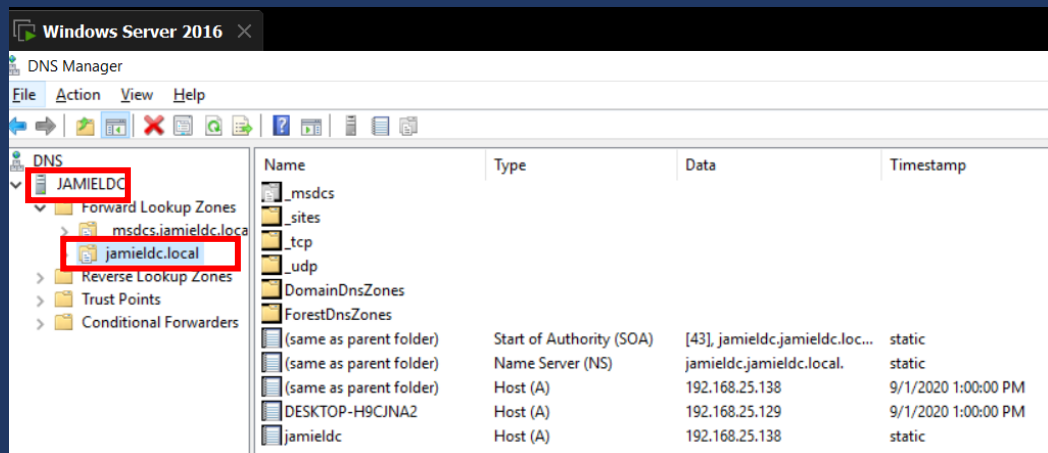 Windows Server 2016
DNS Manager
File Action View Help
DNS
JAMIELDC
Forward Lookup Zones
_msdcs.jamieldc.loca
jamieldc.local
Reverse Lookup Zones
Trust Points
Conditional Forwarders
Name Type Data Timestamp
_msdcs
_sites
_tcp
_udp
DomainDnsZones
ForestDnsZones
(same as parent folder) Start of Authority (SOA) [43], jamieldc.jamieldc.loc... static
(same as parent folder) Name Server (NS) jamieldc.jamieldc.local. static
(same as parent folder) Host (A) 192.168.25.138 9/1/2020 1:00:00 PM
DESKTOP-H9CJNA2 Host (A) 192.168.25.129 9/1/2020 1:00:00 PM
jamieldc Host (A) 192.168.25.138 static